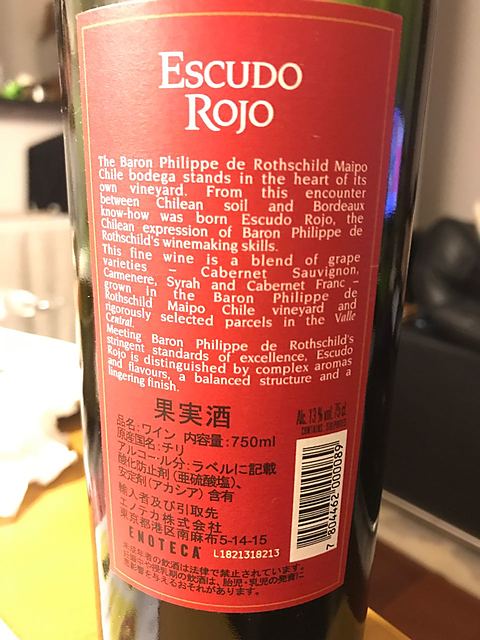 ESCUDO
ROJO
The Baron Philippe de Rothschild Maipo
Chile bodega stands in the heart of its
own vineyard. From this encounter
between Chilean soil and Bordeaux
know-how was born Escudo Rojo, the
Chilean expression of Baron Philippe de
Rothschild's winemaking skills.
This fine wine is a blend of grape
varieties – Cabernet Sauvignon,
Carmenere, Syrah and Cabernet Franc –
grown in the Baron Philippe de
Rothschild Maipo Chile vineyard and
rigorously selected parcels in the Valle
Central.
Meeting Baron Philippe de Rothschild's
stringent standards of excellence, Escudo
Rojo is distinguished by complex aromas
and flavours, a balanced structure and a
lingering finish.
果実酒
Alc. 13 % vol. 75 cl
CONTAINS SULPHITES
品名:ワイン 内容量:750ml
原産国名:チリ
アルコール分:ラベルに記載
酸化防止剤(亜硫酸塩)、
安定剤(アカシア)含有
輸入者及び引取先
エノテカ株式会社
東京都港区南麻布5-14-15
ENOTECA L1821318213
7 804462 000089
未成年者の飲酒は法律で禁止されています。
妊娠中や授乳期の飲酒は、胎児・乳児の発育に
悪影響を与えるおそれがあります。